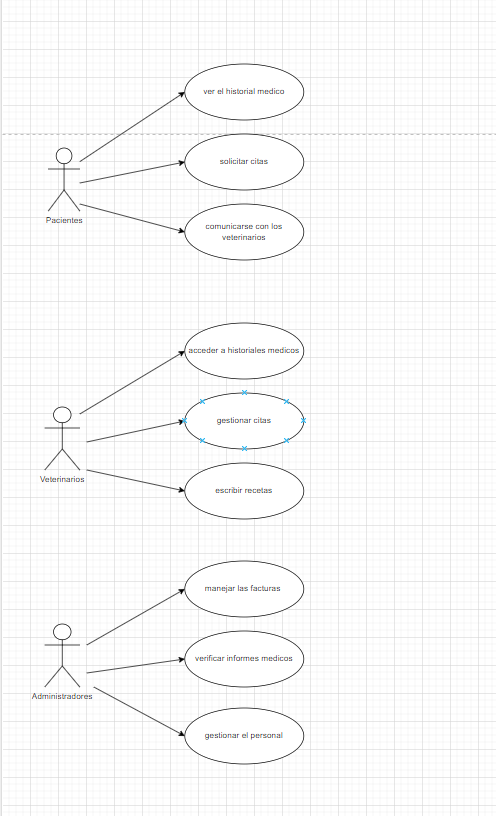 ver el historial medico
solicitar citas
Pacientes
comunicarse con los
veterinarios
acceder a historiales medicos
gestionar citas
Veterinarios
escribir recetas
manejar las facturas
verificar informes medicos
Administradores
gestionar el personal